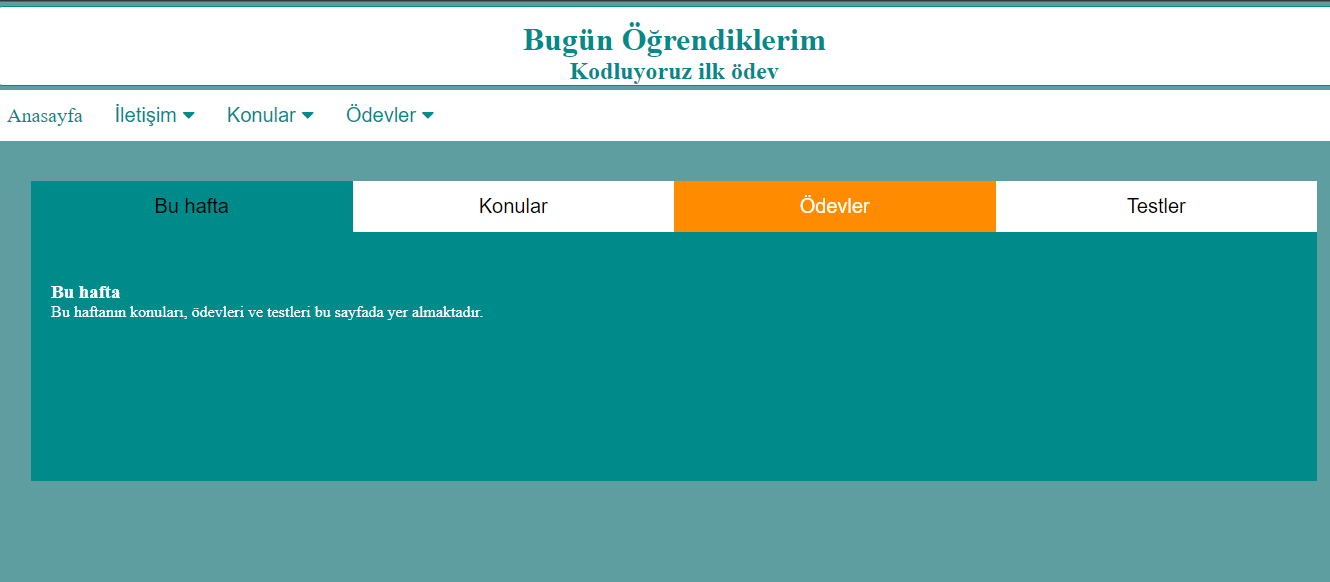 Bugün Öğrendiklerim
Kodluyoruz ilk ödev
Anasayfa İletişim Konular Ödevler
Bu hafta Konular Ödevler Testler
Bu hafta
Bu haftanın konuları, ödevleri ve testleri bu sayfada yer almaktadır.